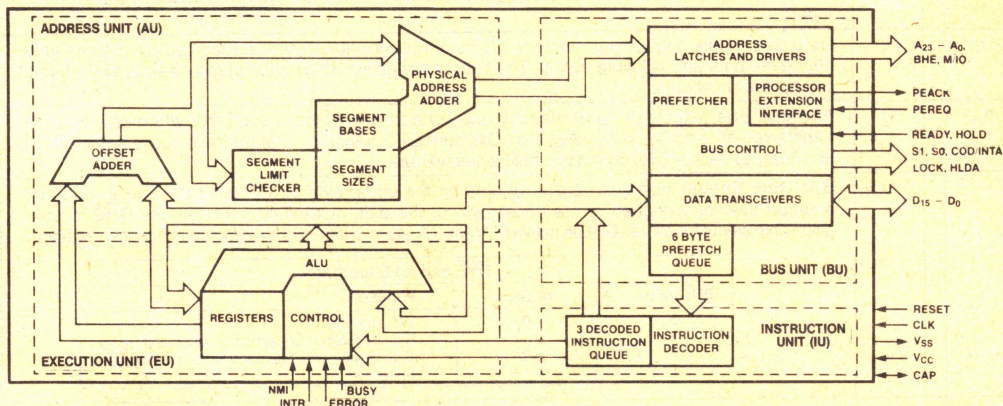 ADDRESS UNIT (AU)
PHYSICAL
ADDRESS
ADDER
SEGMENT
BASES
SEGMENT
SIZES
SEGMENT
LIMIT
CHECKER
OFFSET
ADDER
ADDRESS
LATCHES AND DRIVERS
PREFETCHER
PROCESSOR
EXTENSION
INTERFACE
BUS CONTROL
DATA TRANSCEIVERS
6 BYTE
PREFETCH
QUEUE
BUS UNIT (BU)
A23 – A0,
BHE, M/IO
PEACK
PEREQ
READY, HOLD
S1, S0, COD/INTA
LOCK, HLDA
D15 – D0
ALU
REGISTERS
CONTROL
EXECUTION UNIT (EU)
NMI
INTR
BUSY
ERROR
3 DECODED
INSTRUCTION
QUEUE
INSTRUCTION
DECODER
INSTRUCTION
UNIT (IU)
RESET
CLK
VSS
VCC
CAP